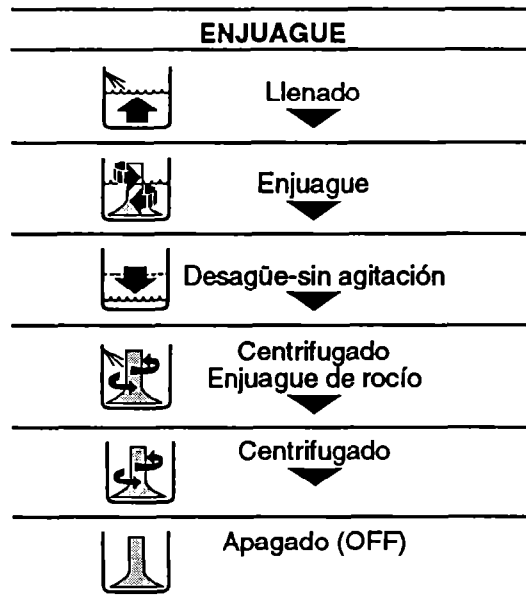 ENJUAGUE
Llenado
Enjuague
Desagüe-sin agitación
Centrifugado
Enjuague de rocío
Centrifugado
Apagado (OFF)